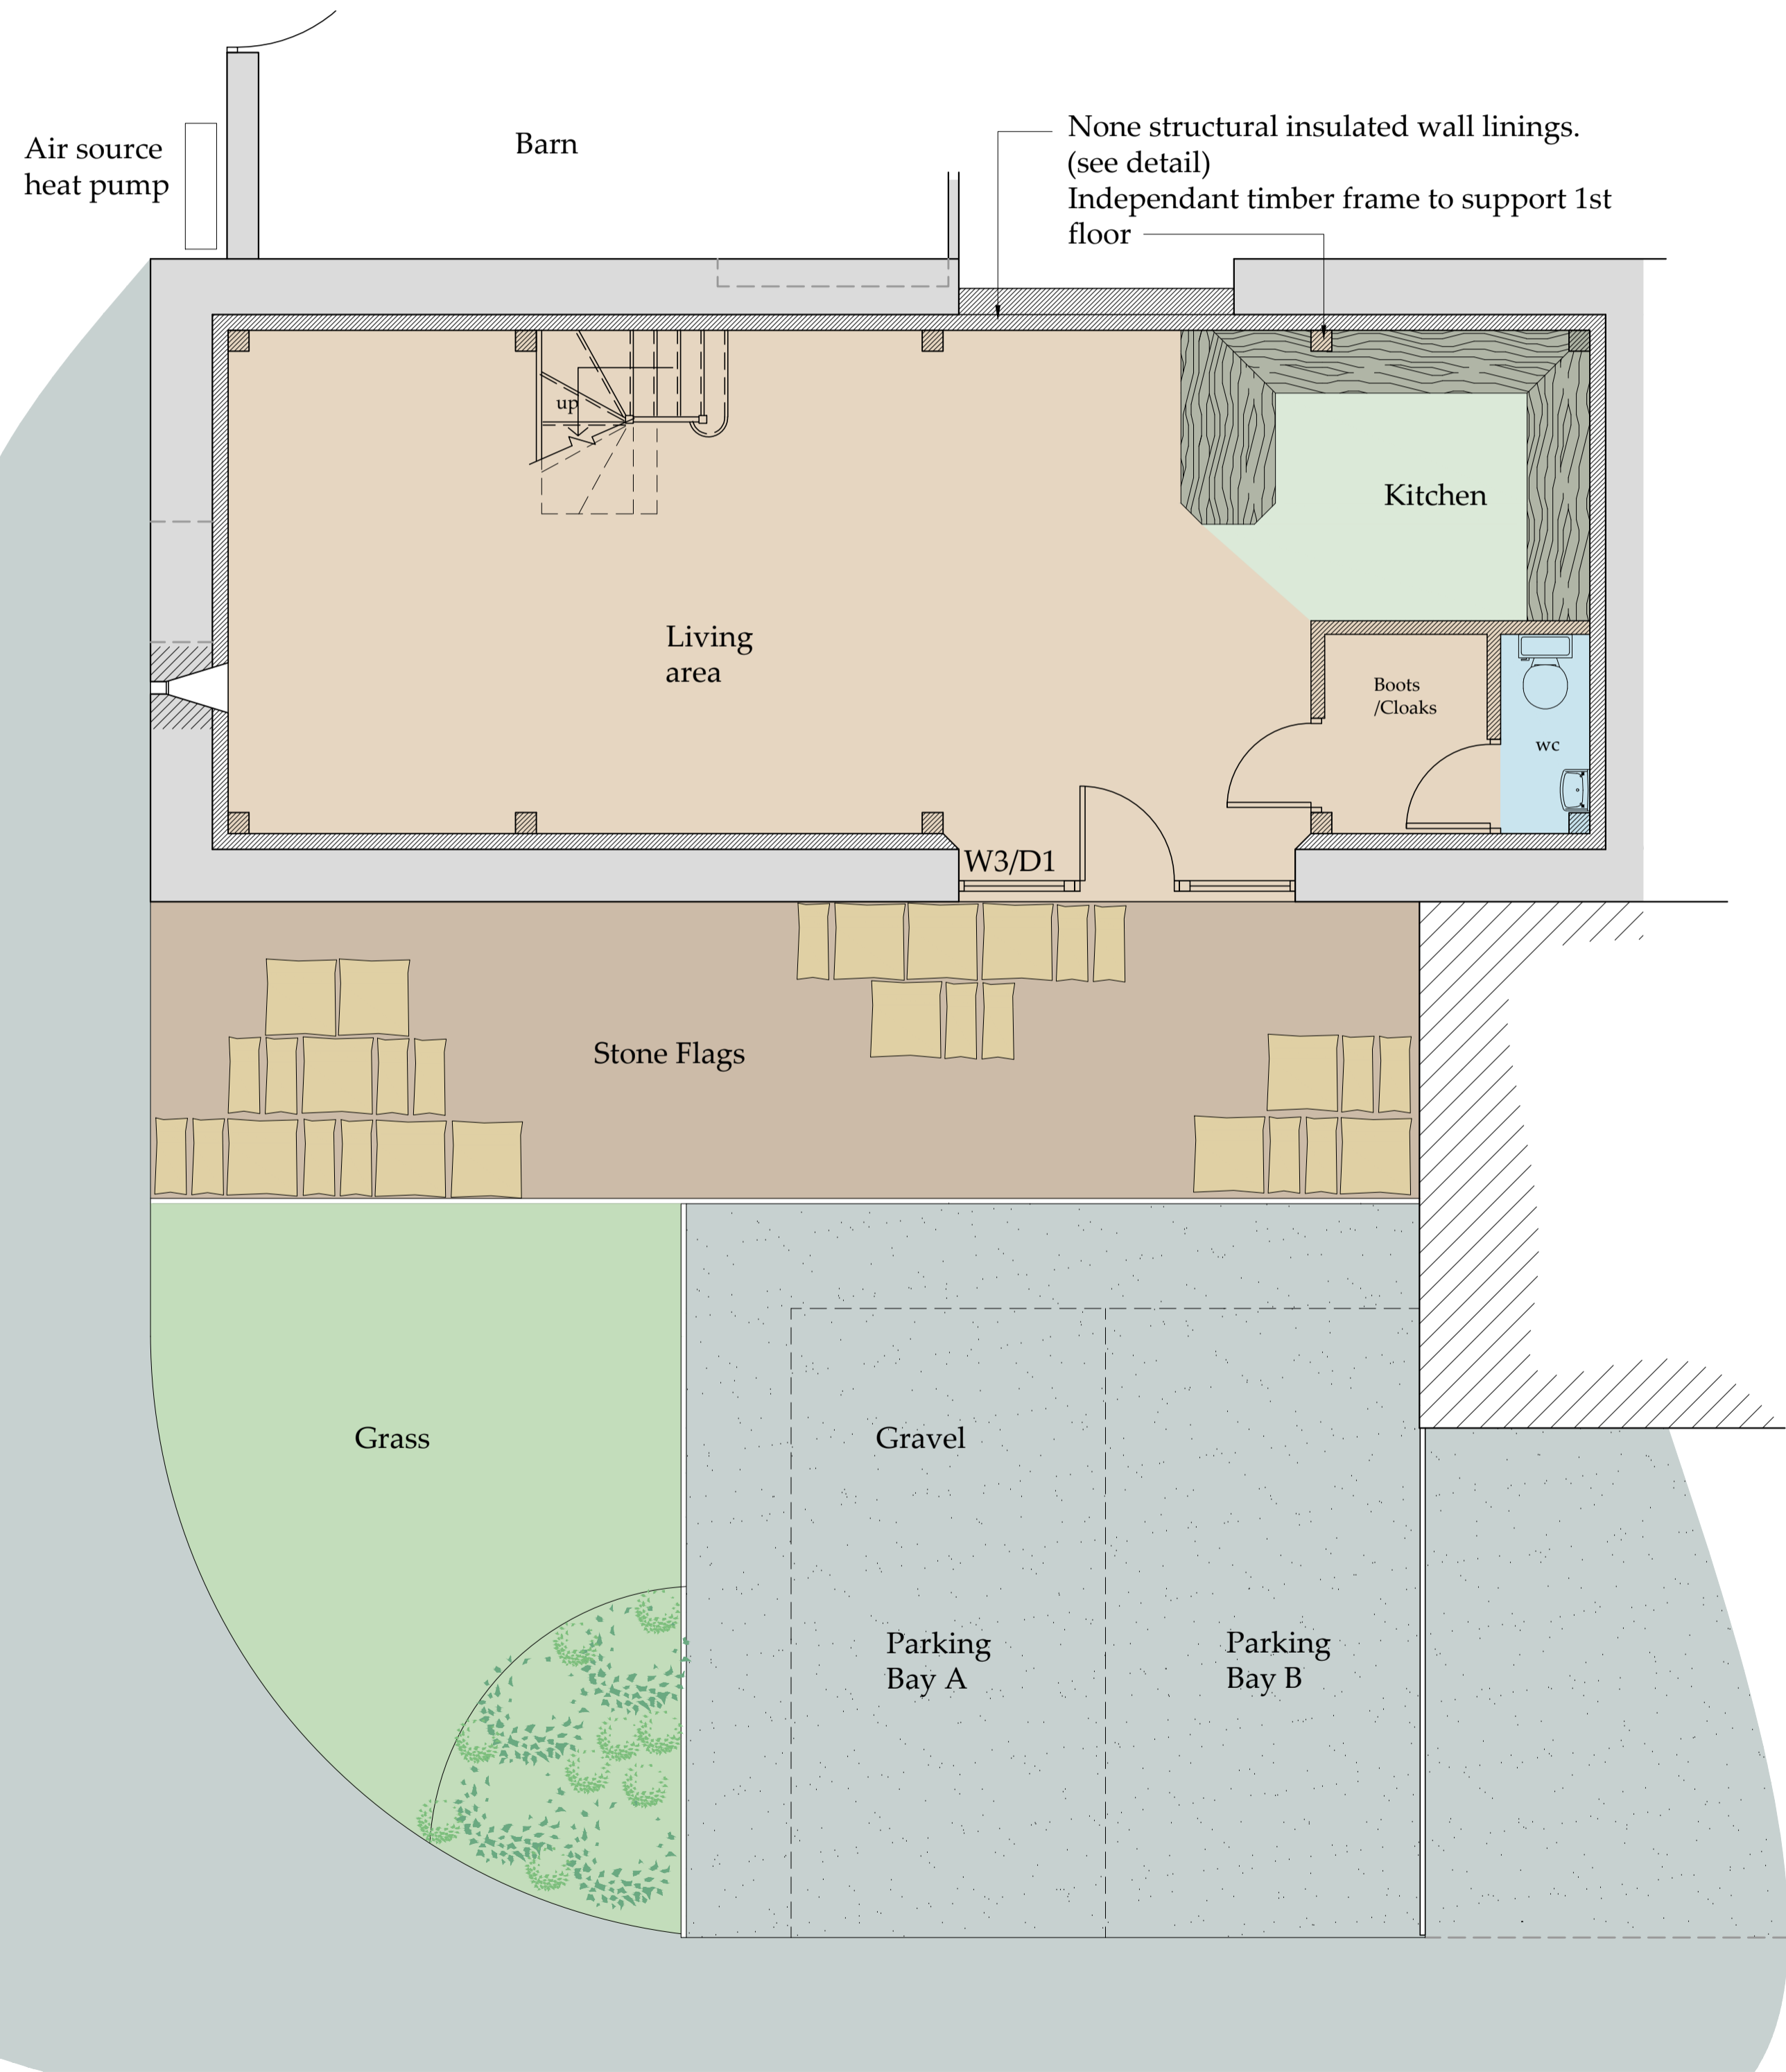 Air source
heat pump
Barn
None structural insulated wall linings.
(see detail)
Independant timber frame to support 1st
floor
up
Kitchen
Living
area
Boots
/Cloaks
wc
W3/D1
Stone Flags
Grass
Gravel
Parking
Bay A
Parking
Bay B